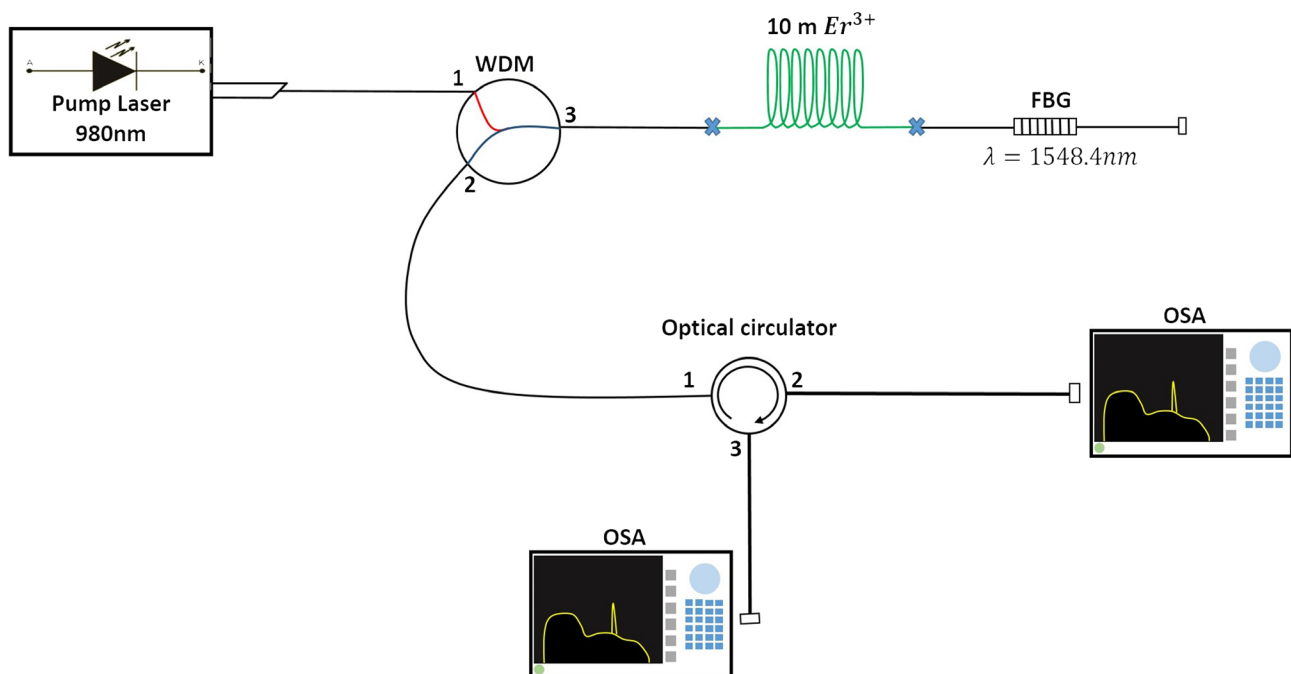 A
K
Pump Laser
980nm
WDM
1
2
3
10 m Er³⁺
FBG
λ = 1548.4nm
Optical circulator
1
2
3
OSA
OSA